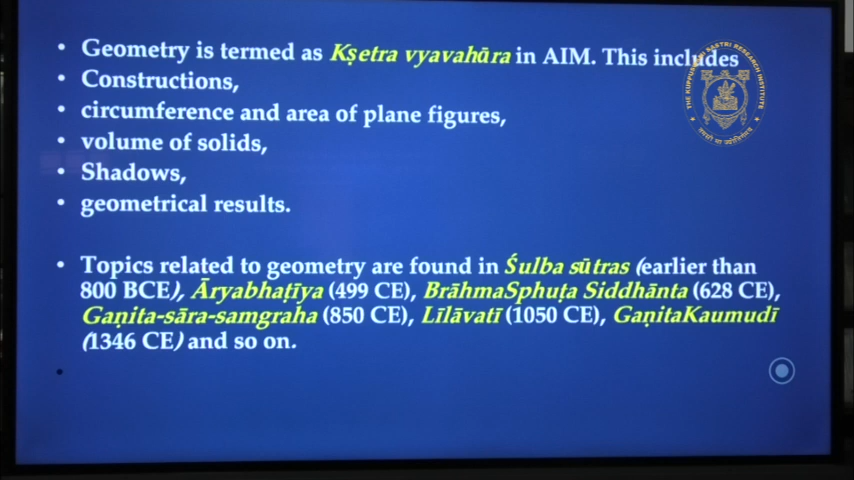 • Geometry is termed as Kṣetra vyavahāra in AIM. This includes
• Constructions,
• circumference and area of plane figures,
• volume of solids,
• Shadows,
• geometrical results.
• Topics related to geometry are found in Śulba sūtras (earlier than
800 BCE), Āryabhaṭīya (499 CE), BrāhmaSphuṭa Siddhānta (628 CE),
Gaṇita-sāra-samgraha (850 CE), Līlāvatī (1050 CE), GaṇitaKaumudī
(1346 CE) and so on.
•